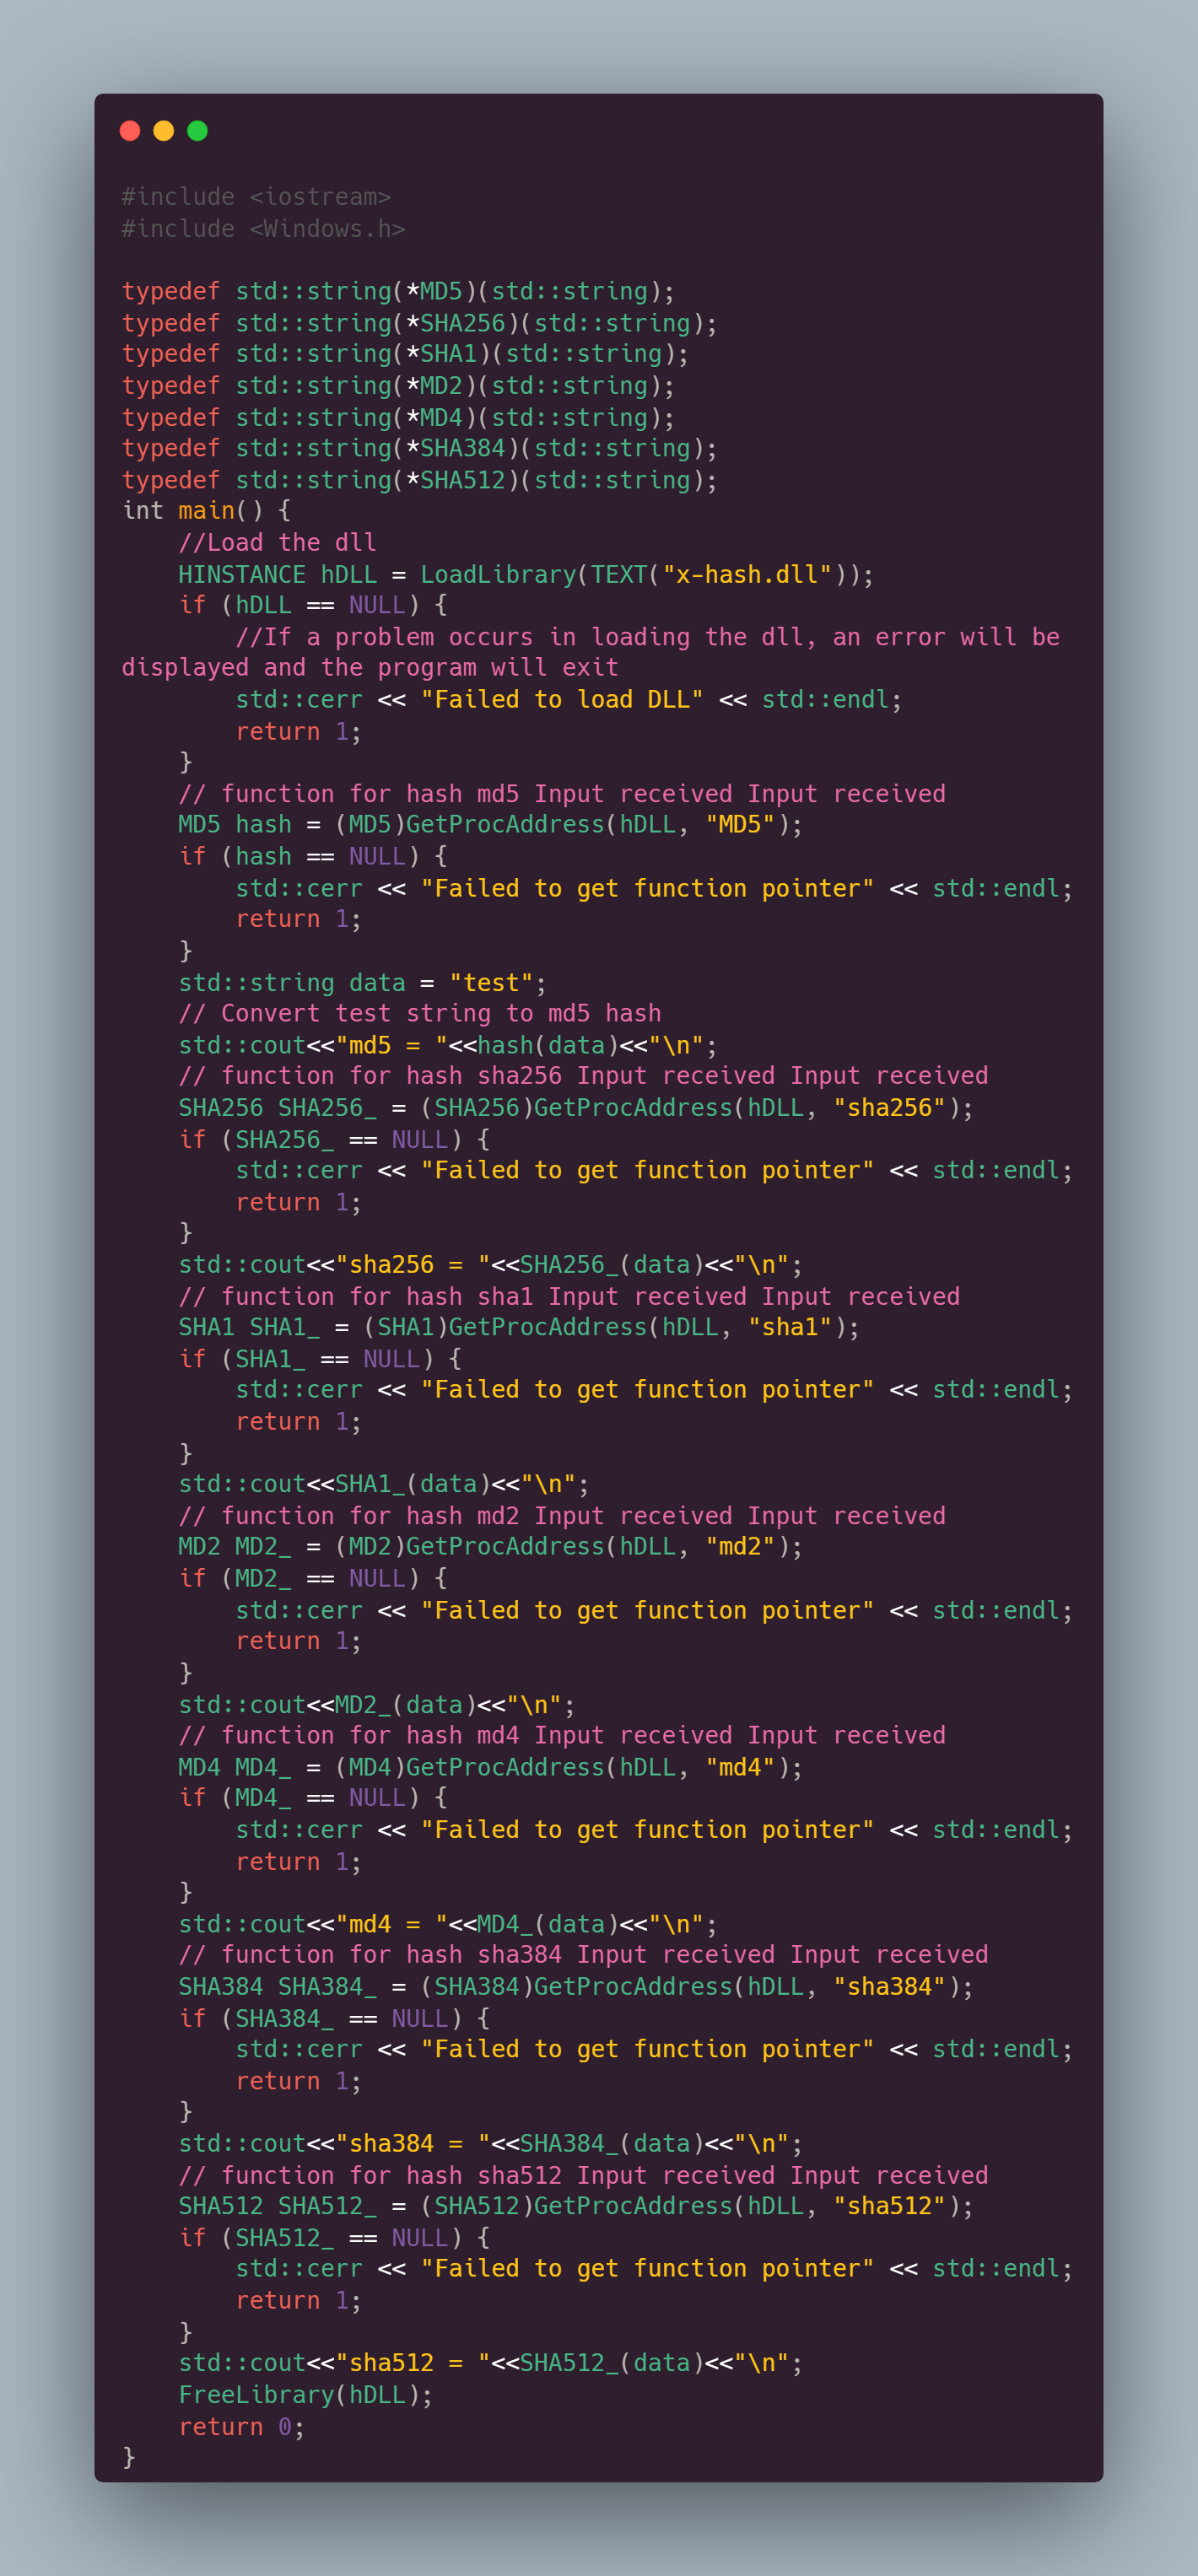 #include <iostream>
#include <Windows.h>

typedef std::string(*MD5)(std::string);
typedef std::string(*SHA256)(std::string);
typedef std::string(*SHA1)(std::string);
typedef std::string(*MD2)(std::string);
typedef std::string(*MD4)(std::string);
typedef std::string(*SHA384)(std::string);
typedef std::string(*SHA512)(std::string);
int main() {
    //Load the dll
    HINSTANCE hDLL = LoadLibrary(TEXT("x-hash.dll"));
    if (hDLL == NULL) {
        //If a problem occurs in loading the dll, an error will be
displayed and the program will exit
        std::cerr << "Failed to load DLL" << std::endl;
        return 1;
    }
    // function for hash md5 Input received Input received
    MD5 hash = (MD5)GetProcAddress(hDLL, "MD5");
    if (hash == NULL) {
        std::cerr << "Failed to get function pointer" << std::endl;
        return 1;
    }
    std::string data = "test";
    // Convert test string to md5 hash
    std::cout<<"md5 = "<<hash(data)<<"\n";
    // function for hash sha256 Input received Input received
    SHA256 SHA256_ = (SHA256)GetProcAddress(hDLL, "sha256");
    if (SHA256_ == NULL) {
        std::cerr << "Failed to get function pointer" << std::endl;
        return 1;
    }
    std::cout<<"sha256 = "<<SHA256_(data)<<"\n";
    // function for hash sha1 Input received Input received
    SHA1 SHA1_ = (SHA1)GetProcAddress(hDLL, "sha1");
    if (SHA1_ == NULL) {
        std::cerr << "Failed to get function pointer" << std::endl;
        return 1;
    }
    std::cout<<SHA1_(data)<<"\n";
    // function for hash md2 Input received Input received
    MD2 MD2_ = (MD2)GetProcAddress(hDLL, "md2");
    if (MD2_ == NULL) {
        std::cerr << "Failed to get function pointer" << std::endl;
        return 1;
    }
    std::cout<<MD2_(data)<<"\n";
    // function for hash md4 Input received Input received
    MD4 MD4_ = (MD4)GetProcAddress(hDLL, "md4");
    if (MD4_ == NULL) {
        std::cerr << "Failed to get function pointer" << std::endl;
        return 1;
    }
    std::cout<<"md4 = "<<MD4_(data)<<"\n";
    // function for hash sha384 Input received Input received
    SHA384 SHA384_ = (SHA384)GetProcAddress(hDLL, "sha384");
    if (SHA384_ == NULL) {
        std::cerr << "Failed to get function pointer" << std::endl;
        return 1;
    }
    std::cout<<"sha384 = "<<SHA384_(data)<<"\n";
    // function for hash sha512 Input received Input received
    SHA512 SHA512_ = (SHA512)GetProcAddress(hDLL, "sha512");
    if (SHA512_ == NULL) {
        std::cerr << "Failed to get function pointer" << std::endl;
        return 1;
    }
    std::cout<<"sha512 = "<<SHA512_(data)<<"\n";
    FreeLibrary(hDLL);
    return 0;
}